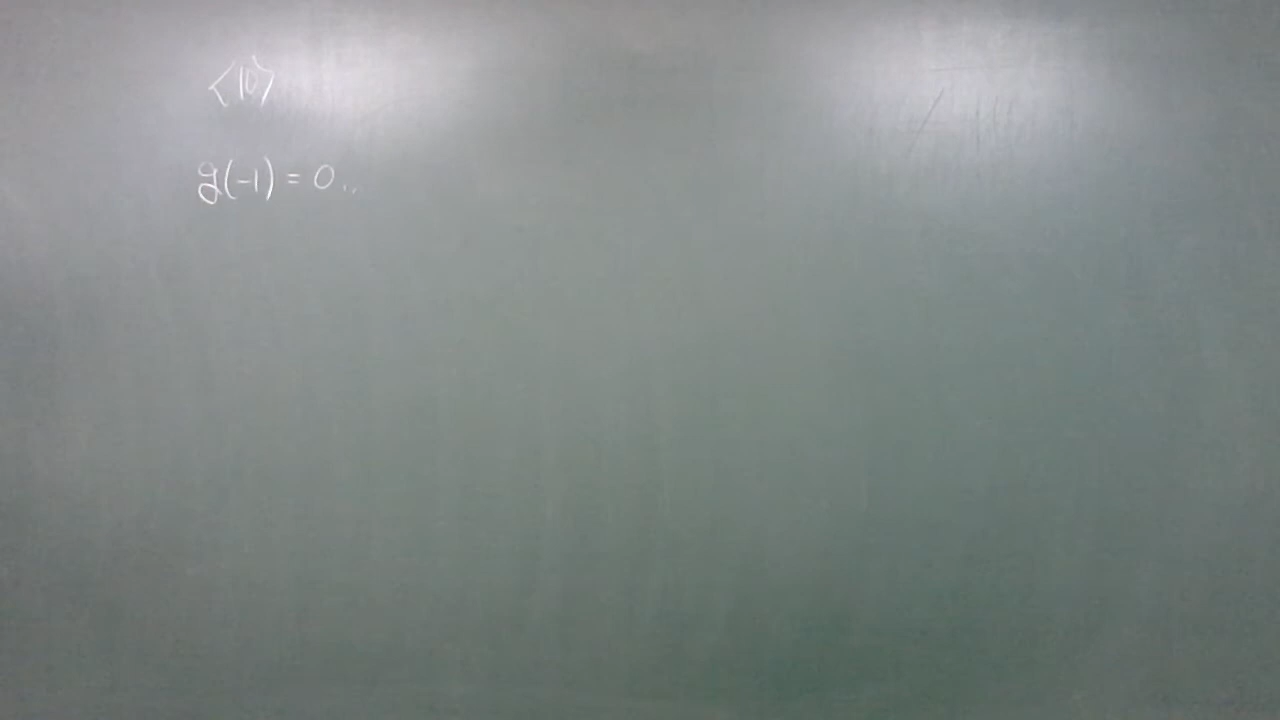 <10>
g(-1) = 0..